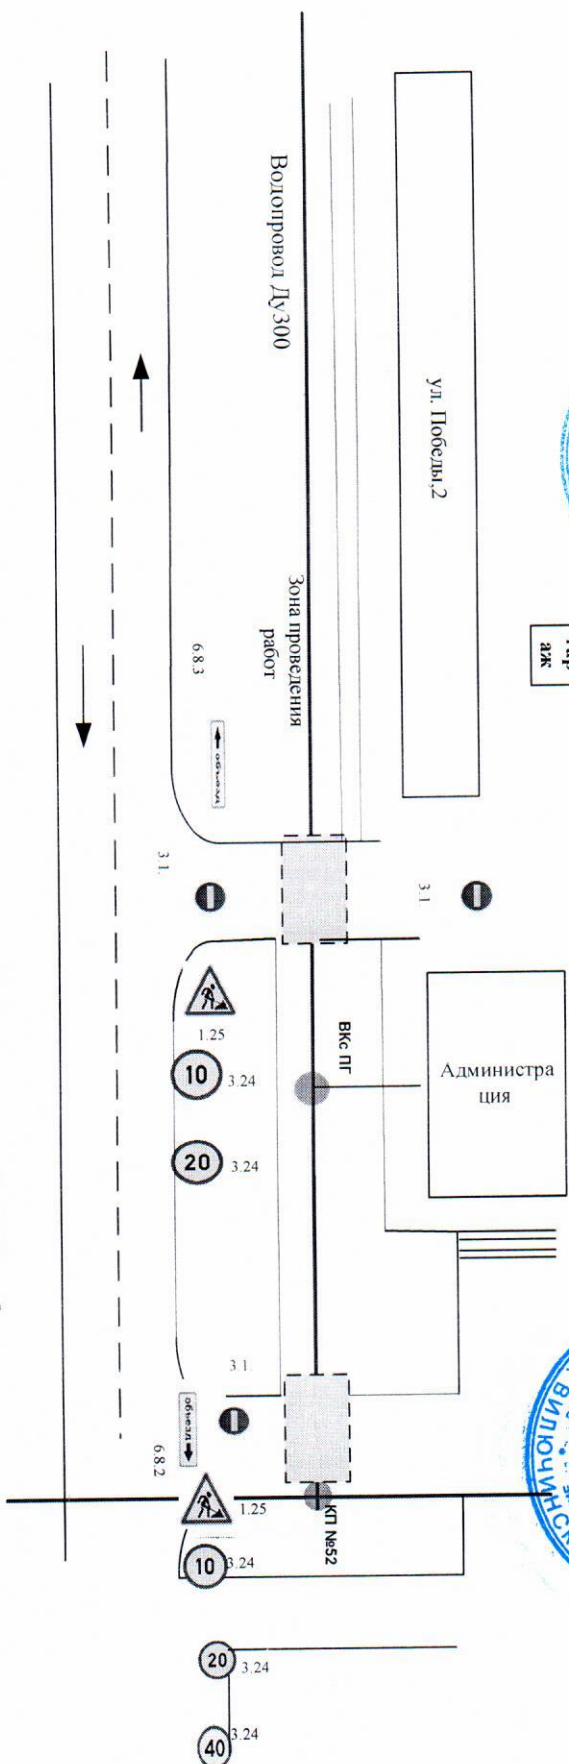 Водопровод Ду300
ул. Победы,2
аж
Зона проведения
работ
6.8.3
объезд
3.1.
3.1
1.25
10
3.24
20
3.24
ВКс ПГ
Администра
ция
3.1.
объезд
6.8.2
1.25
КП №52
10
3.24
20
3.24
40
3.24
ВИЛЮЧИНСК